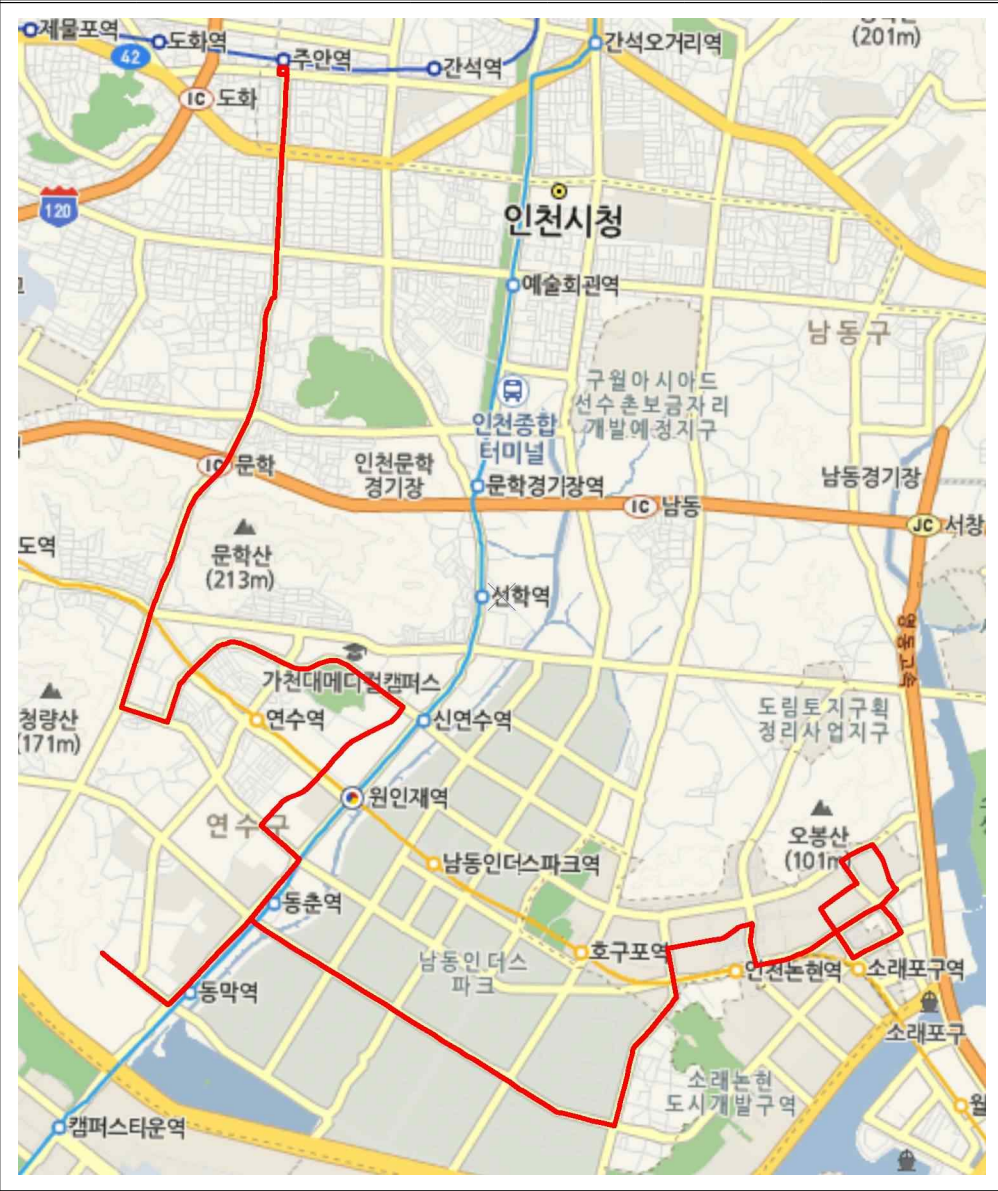 (201m)
제물포역
도화역
42
주안역
간석역
간석오거리역
IC 도화
120
인천시청
예술회관역
남동구
구월아시아드
선수촌보금자리
개발예정지구
인천종합
터미널
IC 문학
인천문학
경기장
문학경기장역
남동경기장
IC 남동
JC 서창
도역
문학산
(213m)
선학역
영동고속
가천대메디컬캠퍼스
청량산
(171m)
연수역
신연수역
도림토지구획
정리사업지구
원인재역
연수구
오봉산
(101m)
남동인더스파크역
동춘역
호구포역
남동인더스
파크
인천논현역
소래포구역
동막역
소래포구
소래논현
도시개발구역
캠퍼스타운역
월